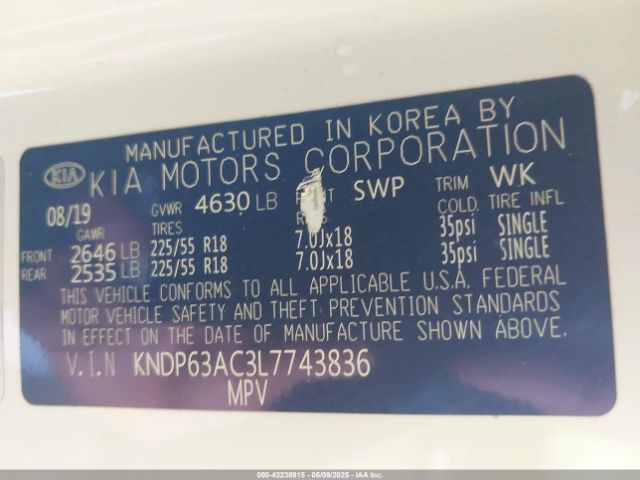 MANUFACTURED IN KOREA BY
KIA KIA MOTORS CORPORATION
08/19 GVWR 4630 LB SWP TRIM WK
GAWR TIRES COLD. TIRE INFL
FRONT 2646 LB 225/55 R18 7.0Jx18 35psi SINGLE
REAR 2535 LB 225/55 R18 7.0Jx18 35psi SINGLE
THIS VEHICLE CONFORMS TO ALL APPLICABLE U.S.A. FEDERAL
MOTOR VEHICLE SAFETY AND THEFT PREVENTION STANDARDS
IN EFFECT ON THE DATE OF MANUFACTURE SHOWN ABOVE.
V.I.N KNDP63AC3L7743836
MPV
000-42238915 - 05/09/2025 - IAA Inc.